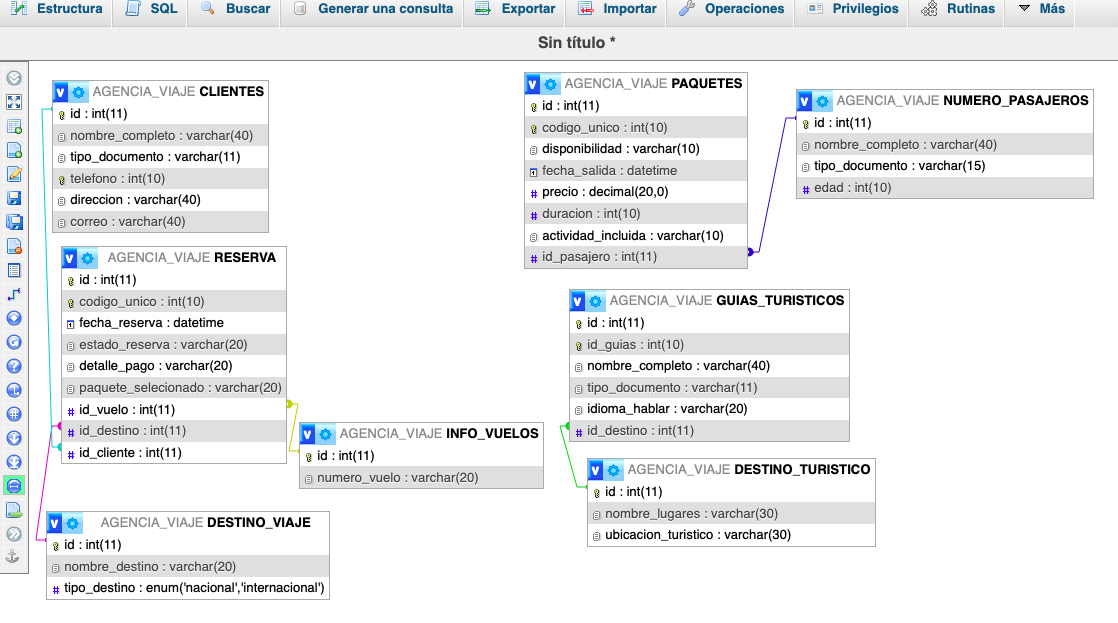 Estructura SQL Buscar Generar una consulta Exportar Importar Operaciones Privilegios Rutinas Más
Sin título *
AGENCIA_VIAJE CLIENTES
id : int(11)
nombre_completo : varchar(40)
tipo_documento : varchar(11)
telefono : int(10)
direccion : varchar(40)
correo : varchar(40)
AGENCIA_VIAJE RESERVA
id : int(11)
codigo_unico : int(10)
fecha_reserva : datetime
estado_reserva : varchar(20)
detalle_pago : varchar(20)
paquete_selecionado : varchar(20)
id_vuelo : int(11)
id_destino : int(11)
id_cliente : int(11)
AGENCIA_VIAJE INFO_VUELOS
id : int(11)
numero_vuelo : varchar(20)
AGENCIA_VIAJE DESTINO_VIAJE
id : int(11)
nombre_destino : varchar(20)
tipo_destino : enum('nacional','internacional')
AGENCIA_VIAJE PAQUETES
id : int(11)
codigo_unico : int(10)
disponibilidad : varchar(10)
fecha_salida : datetime
precio : decimal(20,0)
duracion : int(10)
actividad_incluida : varchar(10)
id_pasajero : int(11)
AGENCIA_VIAJE NUMERO_PASAJEROS
id : int(11)
nombre_completo : varchar(40)
tipo_documento : varchar(15)
edad : int(10)
AGENCIA_VIAJE GUIAS_TURISTICOS
id : int(11)
id_guias : int(10)
nombre_completo : varchar(40)
tipo_documento : varchar(11)
idioma_hablar : varchar(20)
id_destino : int(11)
AGENCIA_VIAJE DESTINO_TURISTICO
id : int(11)
nombre_lugares : varchar(30)
ubicacion_turistico : varchar(30)